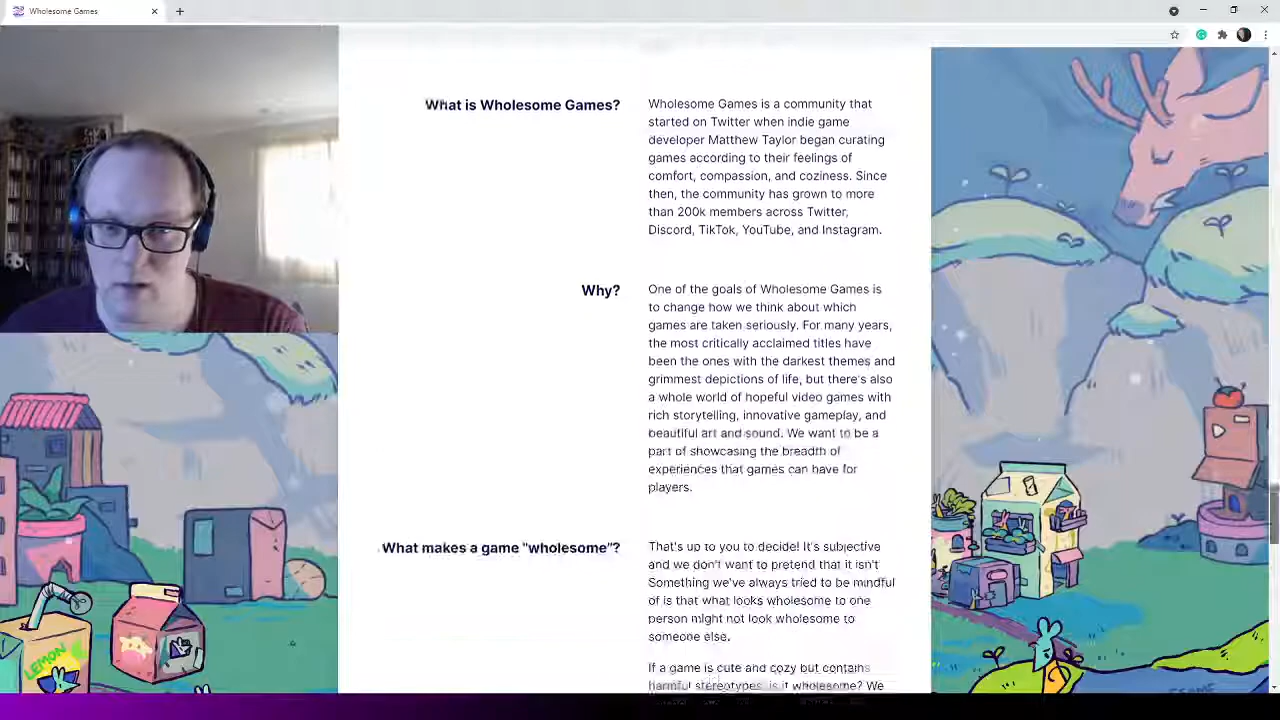 Wholesome Games
What is Wholesome Games?
Wholesome Games is a community that
started on Twitter when indie game
developer Matthew Taylor began curating
games according to their feelings of
comfort, compassion, and coziness. Since
then, the community has grown to more
than 200k members across Twitter,
Discord, TikTok, YouTube, and Instagram.
Why?
One of the goals of Wholesome Games is
to change how we think about which
games are taken seriously. For many years,
the most critically acclaimed titles have
been the ones with the darkest themes and
grimmest depictions of life, but there's also
a whole world of hopeful video games with
rich storytelling, innovative gameplay, and
beautiful art and sound. We want to be a
part of showcasing the breadth of
experiences that games can have for
players.
What makes a game "wholesome"?
That's up to you to decide! It's subjective
and we don't want to pretend that it isn't
Something we've always tried to be mindful
of is that what looks wholesome to one
person might not look wholesome to
someone else.
If a game is cute and cozy but contains
harmful stereotypes, is it wholesome? We
LEMON